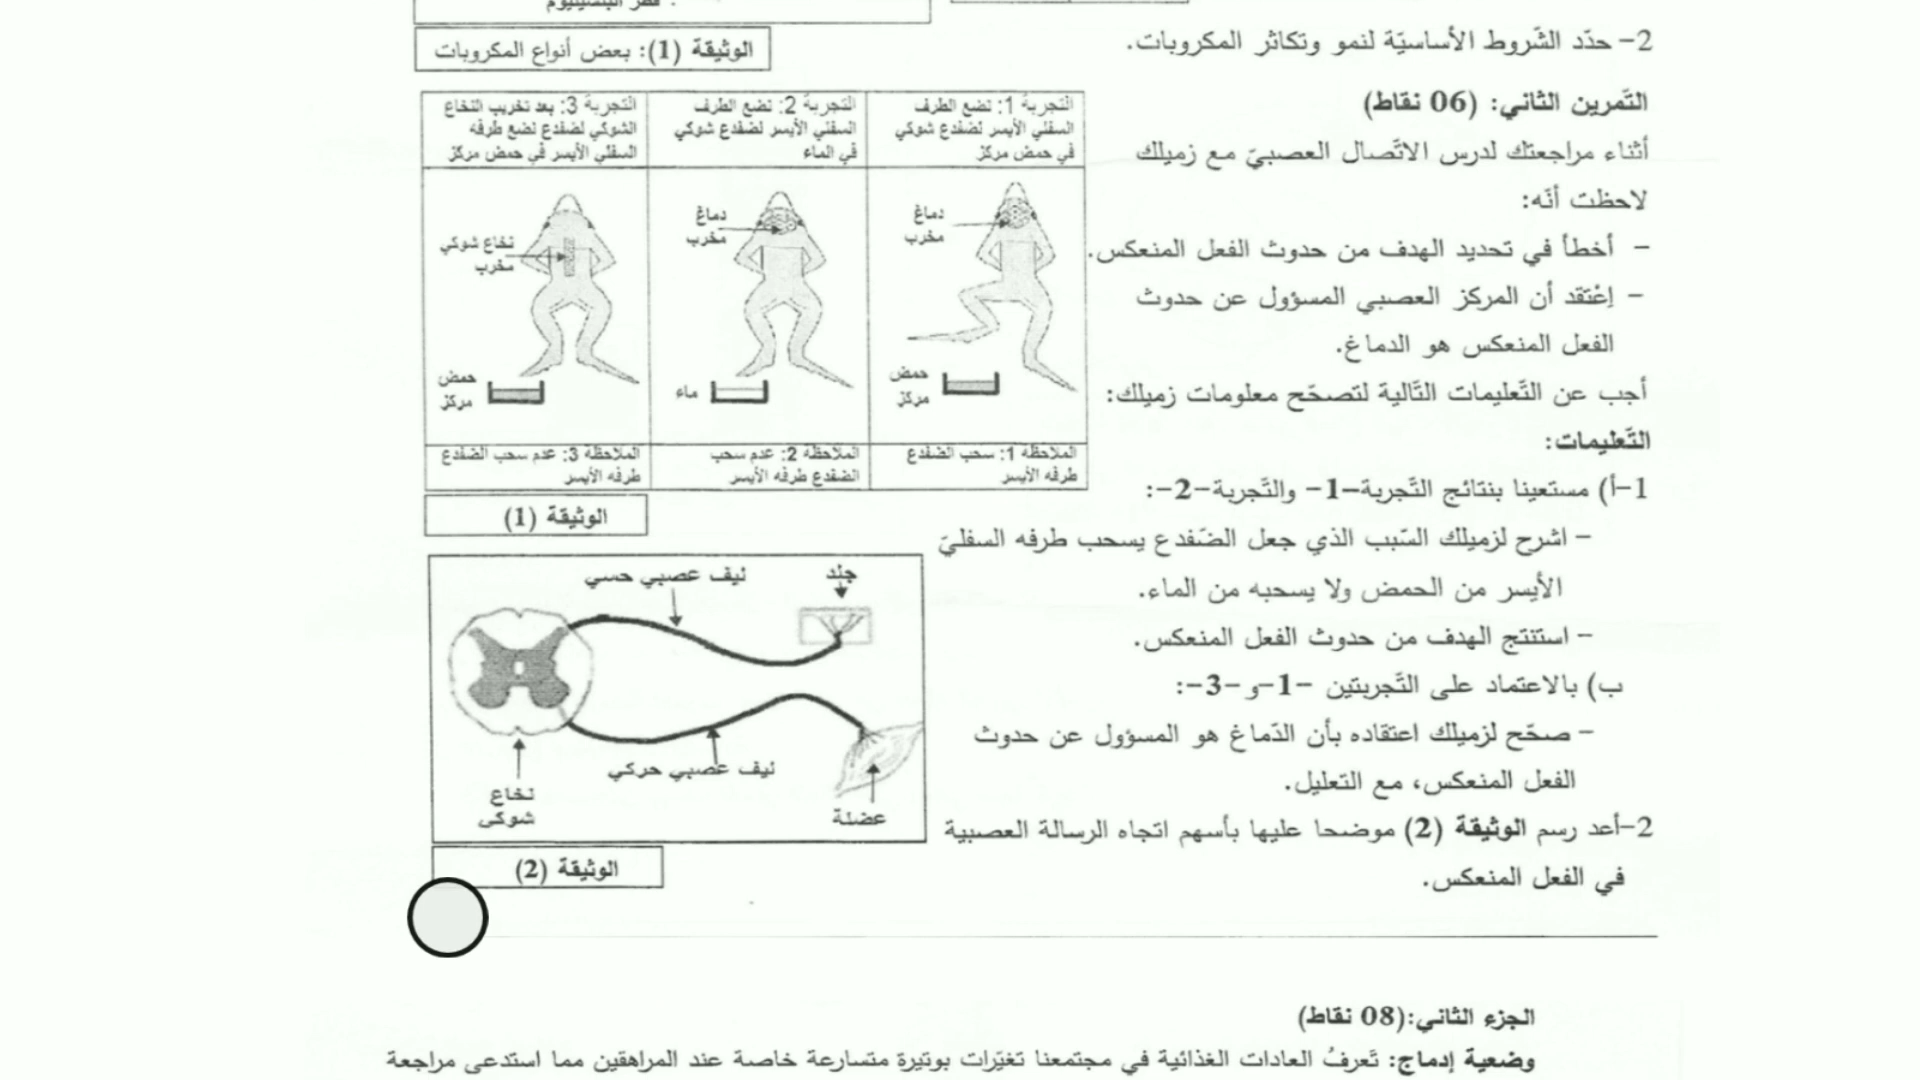 الوثيقة (1): بعض أنواع المكروبات
2- حدّد الشّروط الأساسيّة لنمو وتكاثر المكروبات.
التّمرين الثاني: (06 نقاط)
أثناء مراجعتك لدرس الاتّصال العصبيّ مع زميلك
لاحظت أنّه:
- أخطأ في تحديد الهدف من حدوث الفعل المنعكس.
- اِعْتقد أن المركز العصبي المسؤول عن حدوث
الفعل المنعكس هو الدماغ.
أجب عن التّعليمات التّالية لتصحّح معلومات زميلك:
التّعليمات:
1-أ) مستعينا بنتائج التّجربة-1- والتّجربة-2-:
- اشرح لزميلك السّبب الذي جعل الضّفدع يسحب طرفه السفليّ
الأيسر من الحمض ولا يسحبه من الماء.
- استنتج الهدف من حدوث الفعل المنعكس.
ب) بالاعتماد على التّجربتين -1-و-3-:
- صحّح لزميلك اعتقاده بأن الدّماغ هو المسؤول عن حدوث
الفعل المنعكس، مع التعليل.
2-أعد رسم الوثيقة (2) موضحا عليها بأسهم اتجاه الرسالة العصبية
في الفعل المنعكس.
التجربة 1: نضع الطرف
السفلي الأيسر لضفدع شوكي
في حمض مركز
دماغ
مخرب
حمض
مركز
الملاحظة 1: سحب الضفدع
طرفه الأيسر
التجربة 2: نضع الطرف
السفلي الأيسر لضفدع شوكي
في الماء
دماغ
مخرب
ماء
الملاحظة 2: عدم سحب
الضفدع طرفه الأيسر
التجربة 3: بعد تخريب النخاع
الشوكي لضفدع نضع طرفه
السفلي الأيسر في حمض مركز
نخاع شوكي
مخرب
حمض
مركز
الملاحظة 3: عدم سحب الضفدع
طرفه الأيسر
الوثيقة (1)
جلد
ليف عصبي حسي
ليف عصبي حركي
نخاع
شوكي
عضلة
الوثيقة (2)
الجزء الثاني:(08 نقاط)
وضعية إدماج: تَعرفُ العادات الغذائية في مجتمعنا تغيّرات بوتيرة متسارعة خاصة عند المراهقين مما استدعى مراجعة